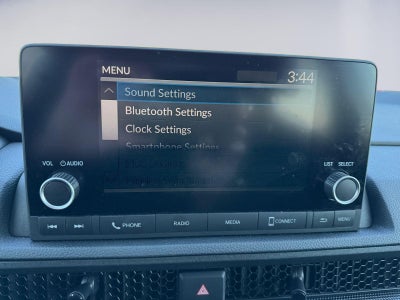 MENU 3:44
Sound Settings
Bluetooth Settings
Clock Settings
Smartphone Settings
VOL AUDIO LIST SELECT
PHONE RADIO MEDIA CONNECT MENU